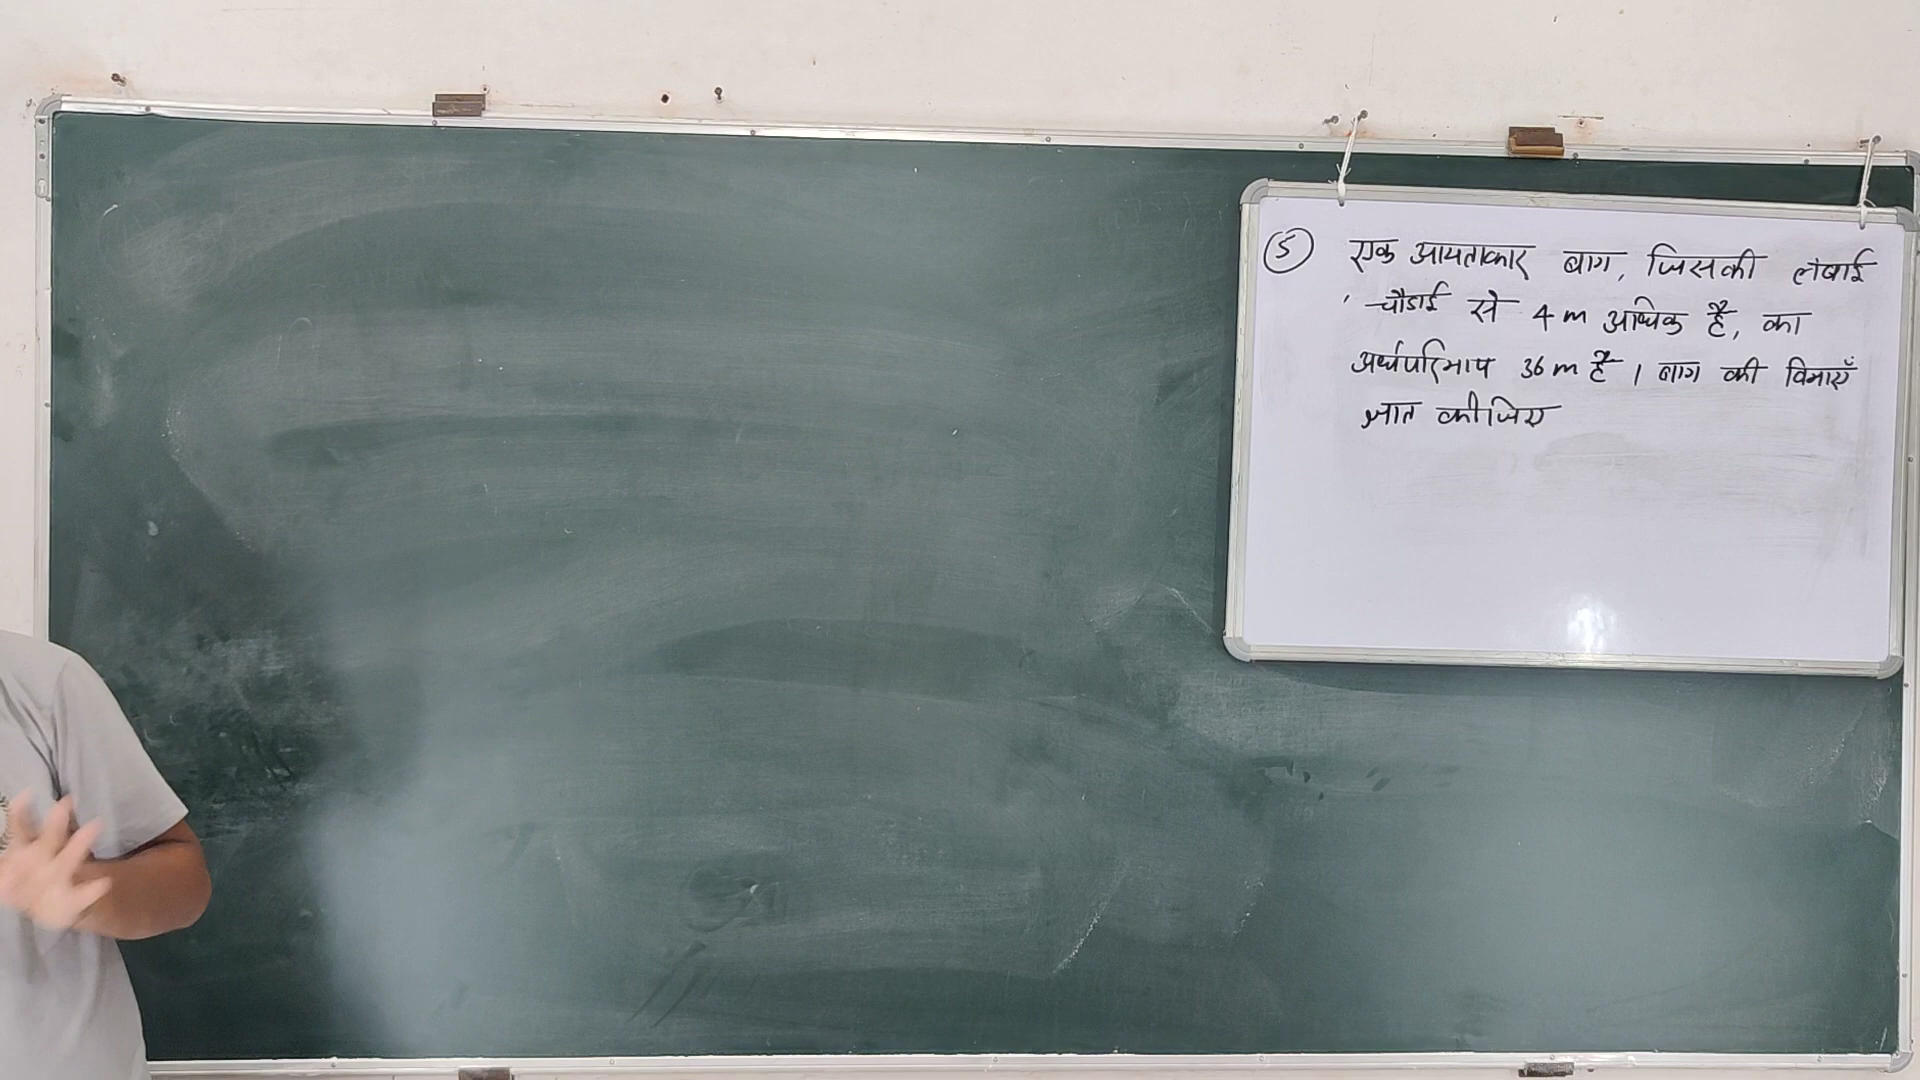 ⑤ एक आयताकार बाग, जिसकी लंबाई
चौडाई से 4 m अधिक है, का
अर्धपरिमाप 36 m है । बाग की विमाएँ
ज्ञात कीजिए